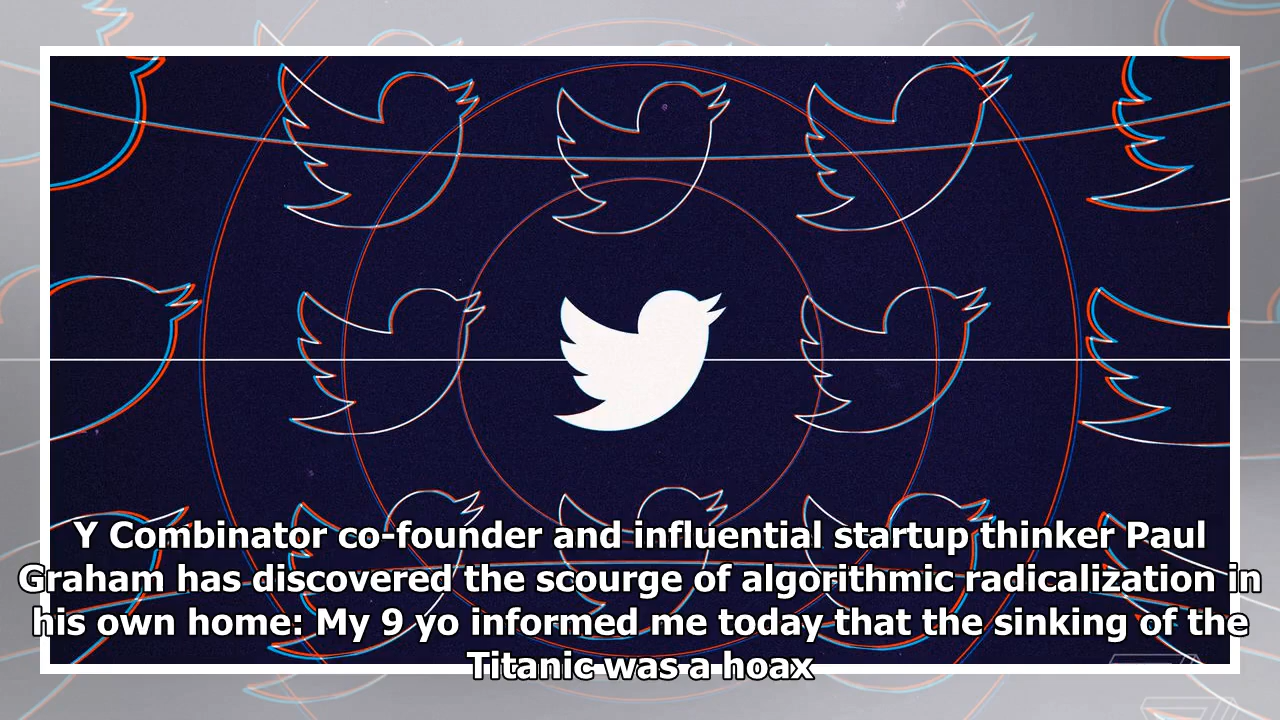 Y Combinator co-founder and influential startup thinker Paul
Graham has discovered the scourge of algorithmic radicalization in
his own home: My 9 yo informed me today that the sinking of the
Titanic was a hoax